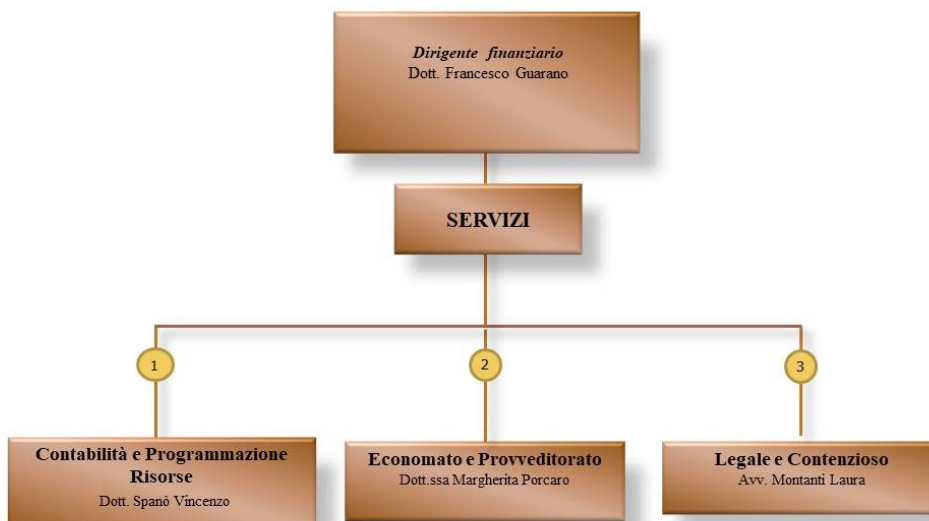 Dirigente finanziario
Dott. Francesco Guarano
SERVIZI
1
2
3
Contabilità e Programmazione
Risorse
Dott. Spanò Vincenzo
Economato e Provveditorato
Dott.ssa Margherita Porcaro
Legale e Contenzioso
Avv. Montanti Laura